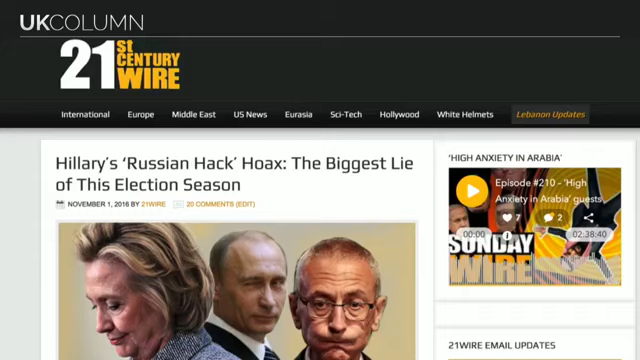 UKCOLUMN
21st CENTURY WIRE
International Europe Middle East US News Eurasia Sci-Tech Hollywood White Helmets Lebanon Updates
Hillary's 'Russian Hack' Hoax: The Biggest Lie
of This Election Season
NOVEMBER 1, 2016 BY 21WIRE 20 COMMENTS (EDIT)
'HIGH ANXIETY IN ARABIA'
Episode #210 - 'High
Anxiety in Arabia' guests
7 2
00:00 02:38:40
SUNDAY
WIRE
21WIRE EMAIL UPDATES